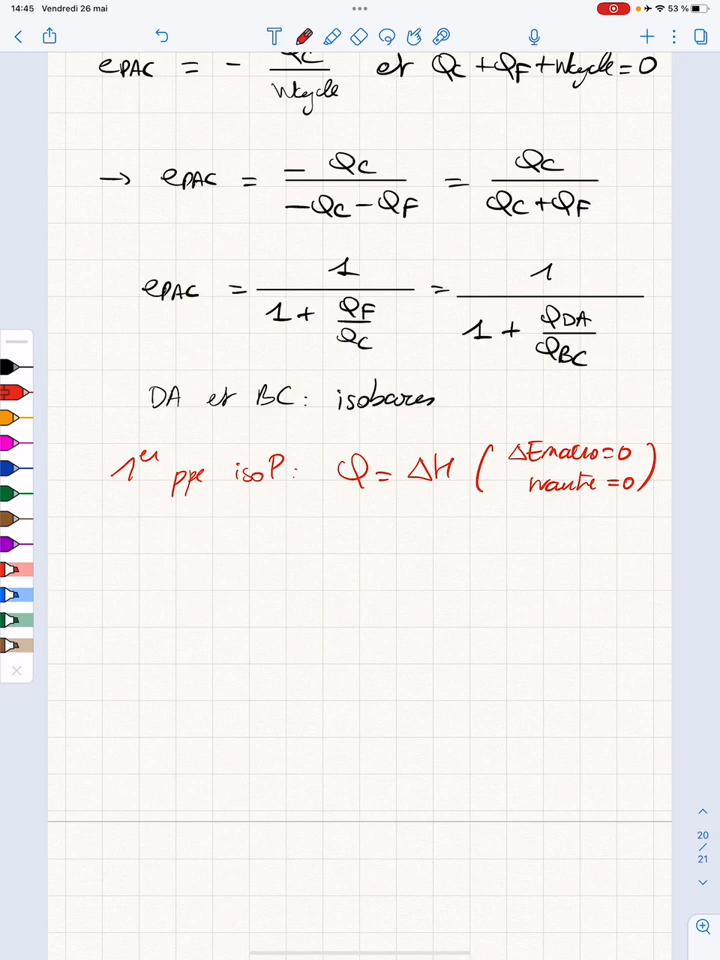 14:45 Vendredi 26 mai
53 %
ePAC = - QC / Wcycle et QC + QF + Wcycle = 0
→ ePAC = - QC / -QC - QF = QC / QC + QF
ePAC = 1 / 1 + QF/QC = 1 / 1 + QDA/QBC
DA et BC : isobares
1er ppe isoP : Q = ΔH ( ΔEmacro = 0
Wautre = 0 )
20
/
21